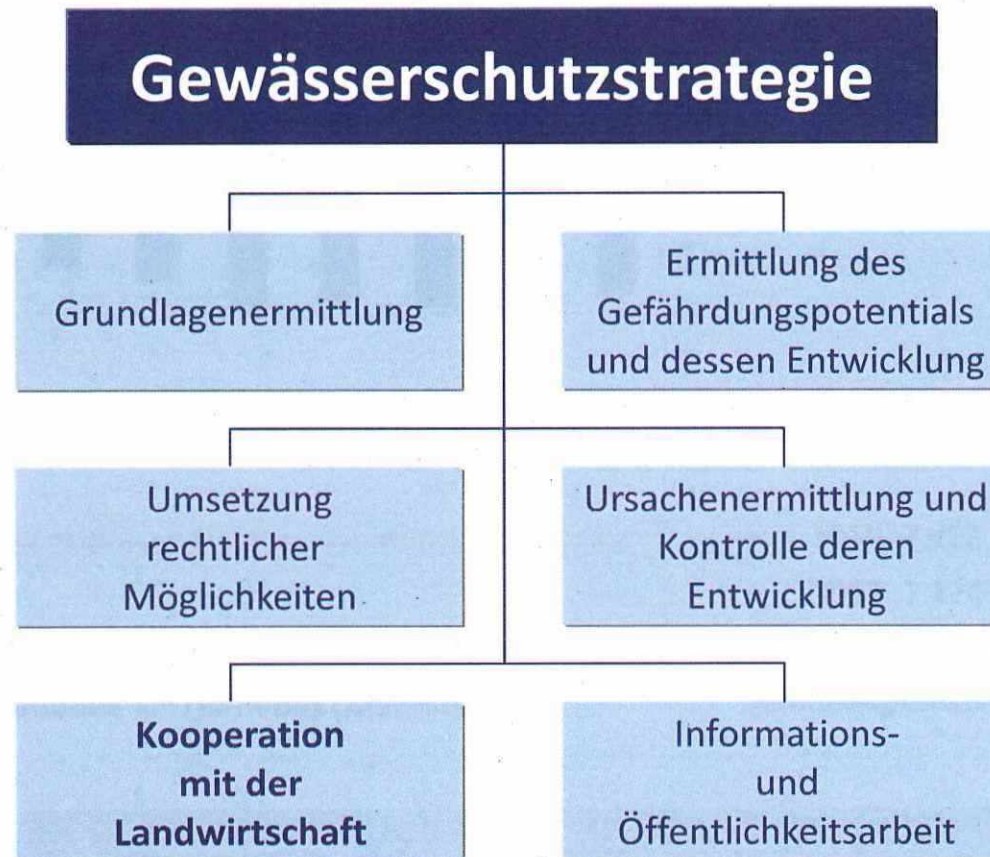 Gewässerschutzstrategie
Grundlagenermittlung
Ermittlung des
Gefährdungspotentials
und dessen Entwicklung
Umsetzung
rechtlicher
Möglichkeiten
Ursachenermittlung und
Kontrolle deren
Entwicklung
Kooperation
mit der
Landwirtschaft
Informations-
und
Öffentlichkeitsarbeit